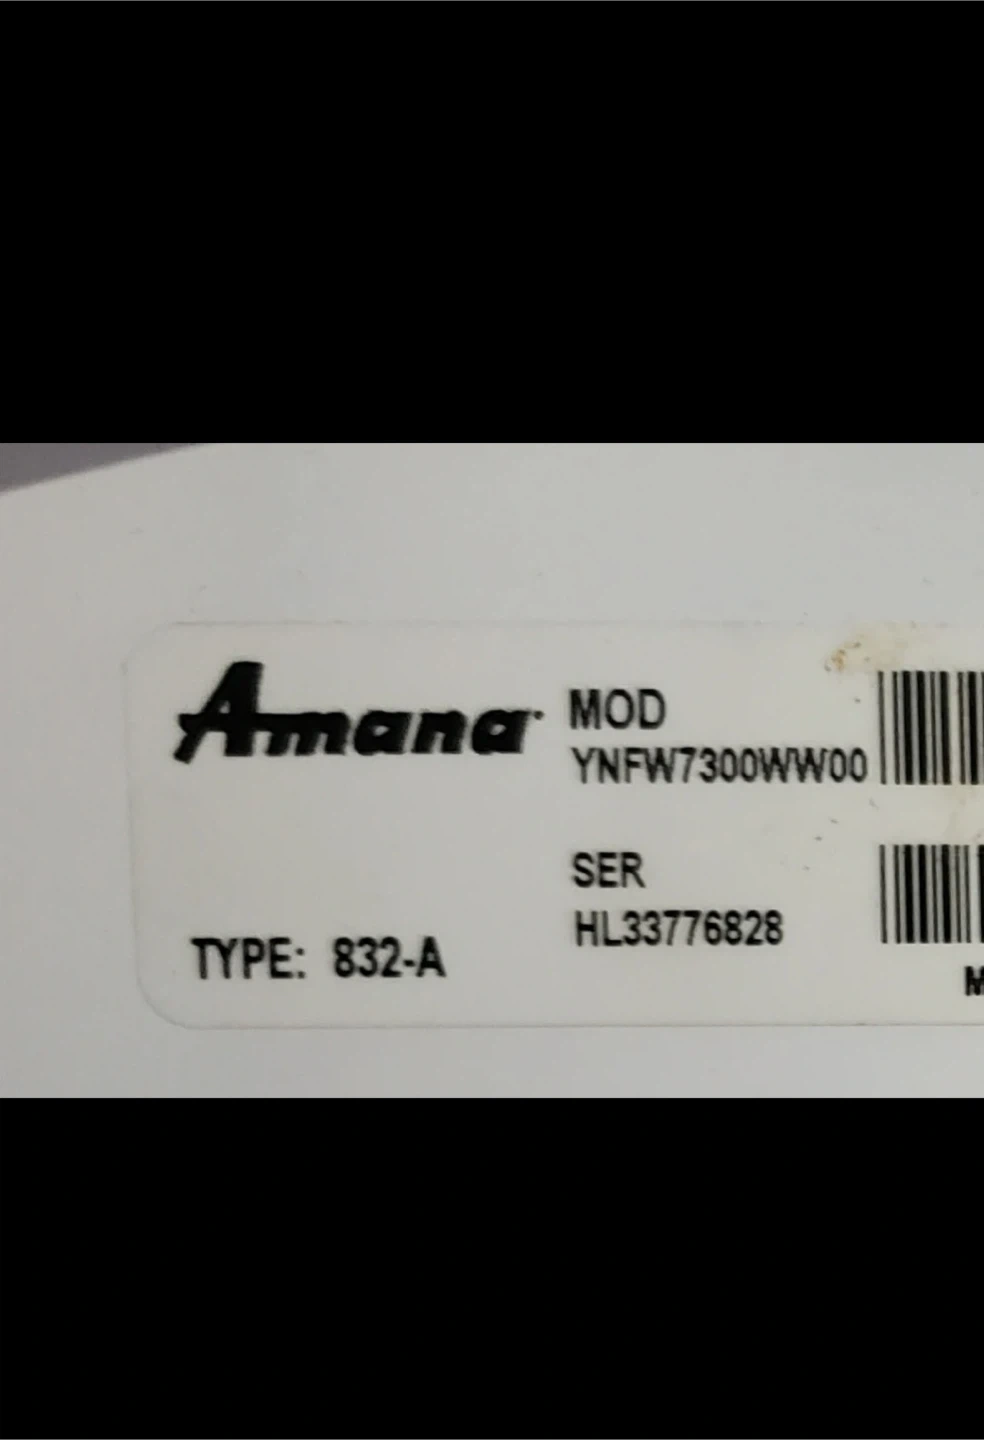 Amana
MOD
YNFW7300WW00
SER
HL33776828
TYPE: 832-A
M